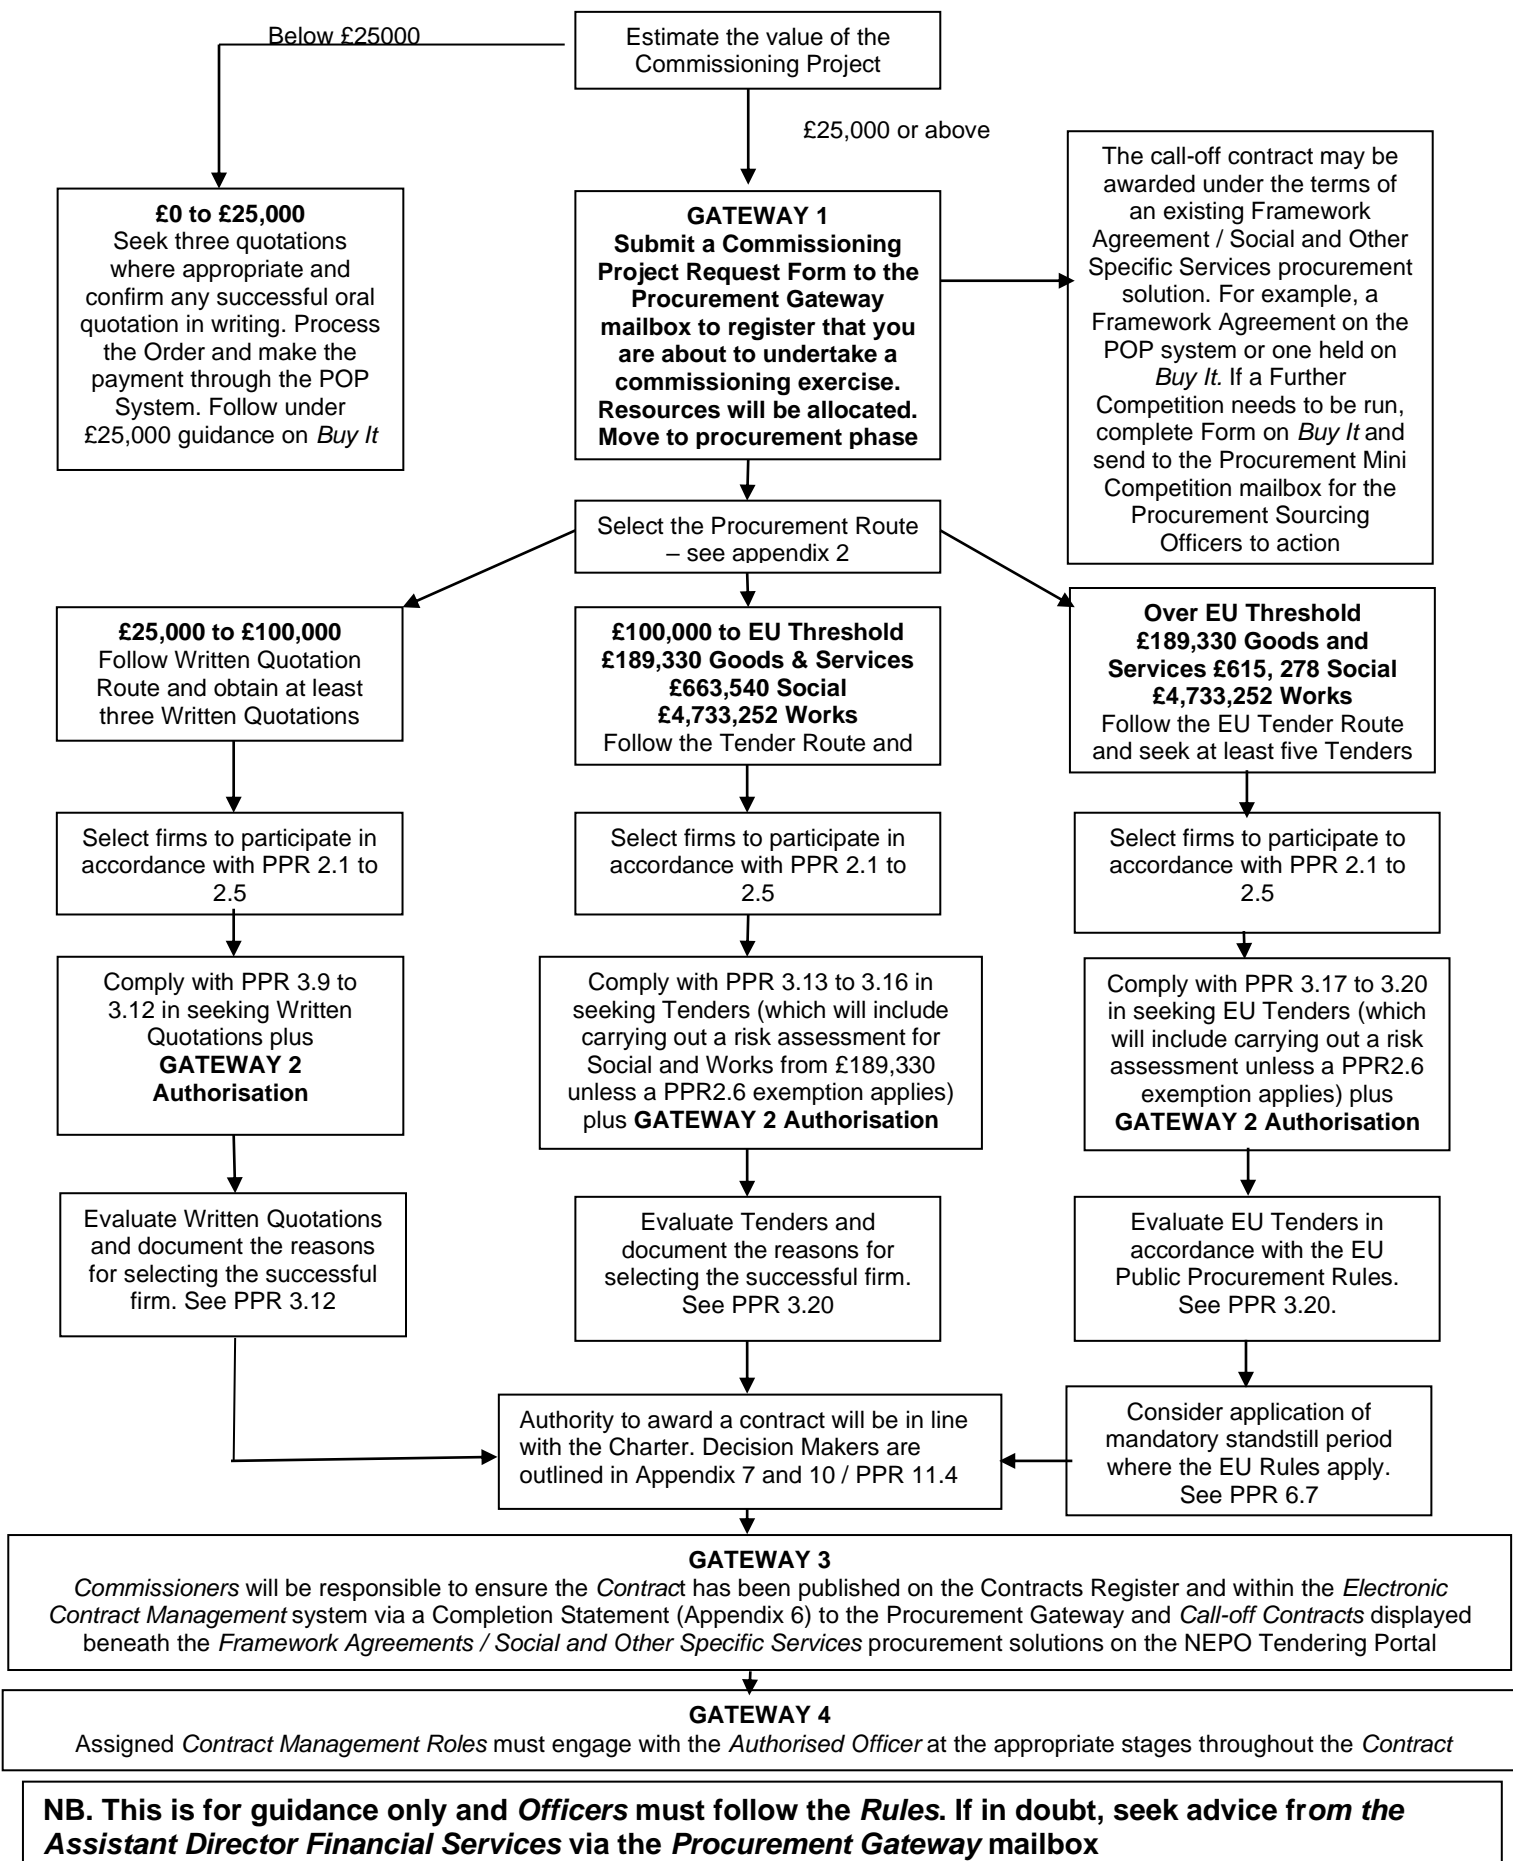 Below £25000
Estimate the value of the
Commissioning Project
£25,000 or above
£0 to £25,000
Seek three quotations
where appropriate and
confirm any successful oral
quotation in writing. Process
the Order and make the
payment through the POP
System. Follow under
£25,000 guidance on Buy It
GATEWAY 1
Submit a Commissioning
Project Request Form to the
Procurement Gateway
mailbox to register that you
are about to undertake a
commissioning exercise.
Resources will be allocated.
Move to procurement phase
The call-off contract may be
awarded under the terms of
an existing Framework
Agreement / Social and Other
Specific Services procurement
solution. For example, a
Framework Agreement on the
POP system or one held on
Buy It. If a Further
Competition needs to be run,
complete Form on Buy It and
send to the Procurement Mini
Competition mailbox for the
Procurement Sourcing
Officers to action
Select the Procurement Route
– see appendix 2
£25,000 to £100,000
Follow Written Quotation
Route and obtain at least
three Written Quotations
£100,000 to EU Threshold
£189,330 Goods & Services
£663,540 Social
£4,733,252 Works
Follow the Tender Route and
Over EU Threshold
£189,330 Goods and
Services £615, 278 Social
£4,733,252 Works
Follow the EU Tender Route
and seek at least five Tenders
Select firms to participate in
accordance with PPR 2.1 to
2.5
Select firms to participate in
accordance with PPR 2.1 to
2.5
Select firms to participate to
accordance with PPR 2.1 to
2.5
Comply with PPR 3.9 to
3.12 in seeking Written
Quotations plus
GATEWAY 2
Authorisation
Comply with PPR 3.13 to 3.16 in
seeking Tenders (which will include
carrying out a risk assessment for
Social and Works from £189,330
unless a PPR2.6 exemption applies)
plus GATEWAY 2 Authorisation
Comply with PPR 3.17 to 3.20
in seeking EU Tenders (which
will include carrying out a risk
assessment unless a PPR2.6
exemption applies) plus
GATEWAY 2 Authorisation
Evaluate Written Quotations
and document the reasons
for selecting the successful
firm. See PPR 3.12
Evaluate Tenders and
document the reasons for
selecting the successful firm.
See PPR 3.20
Evaluate EU Tenders in
accordance with the EU
Public Procurement Rules.
See PPR 3.20.
Authority to award a contract will be in line
with the Charter. Decision Makers are
outlined in Appendix 7 and 10 / PPR 11.4
Consider application of
mandatory standstill period
where the EU Rules apply.
See PPR 6.7
GATEWAY 3
Commissioners will be responsible to ensure the Contract has been published on the Contracts Register and within the Electronic
Contract Management system via a Completion Statement (Appendix 6) to the Procurement Gateway and Call-off Contracts displayed
beneath the Framework Agreements / Social and Other Specific Services procurement solutions on the NEPO Tendering Portal
GATEWAY 4
Assigned Contract Management Roles must engage with the Authorised Officer at the appropriate stages throughout the Contract
NB. This is for guidance only and Officers must follow the Rules. If in doubt, seek advice from the
Assistant Director Financial Services via the Procurement Gateway mailbox